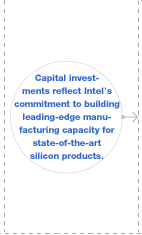 Capital invest-
ments reflect Intel's
commitment to building
leading-edge manu-
facturing capacity for
state-of-the-art
silicon products.